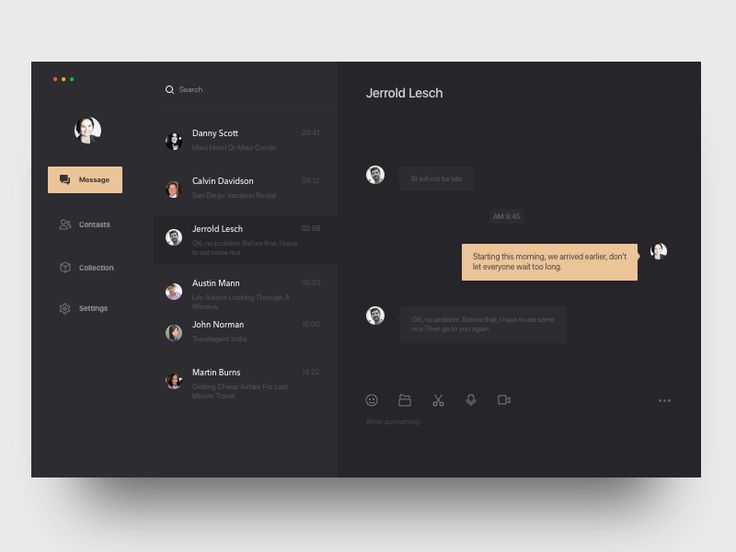 Search
Jerrold Lesch
Message
Contasts
Collection
Settings
Danny Scott
20:41
Maui Hotel Or Maui Condo
Calvin Davidson
04:12
San Diego Vacation Rental
Jerrold Lesch
02:56
OK, no problem. Before that, I have
to eat some rice.
Austin Mann
05:03
Life Advice Looking Through A
Window
John Norman
10:00
Travelagent India
Martin Burns
14:22
Getting Cheap Airfare For Last
Minute Travel
will not be late
AM 9:45
Starting this morning, we arrived earlier, don't
let everyone wait too long.
OK, no problem. Before that, I have to eat some
rice.Then go to you again.
Write something......